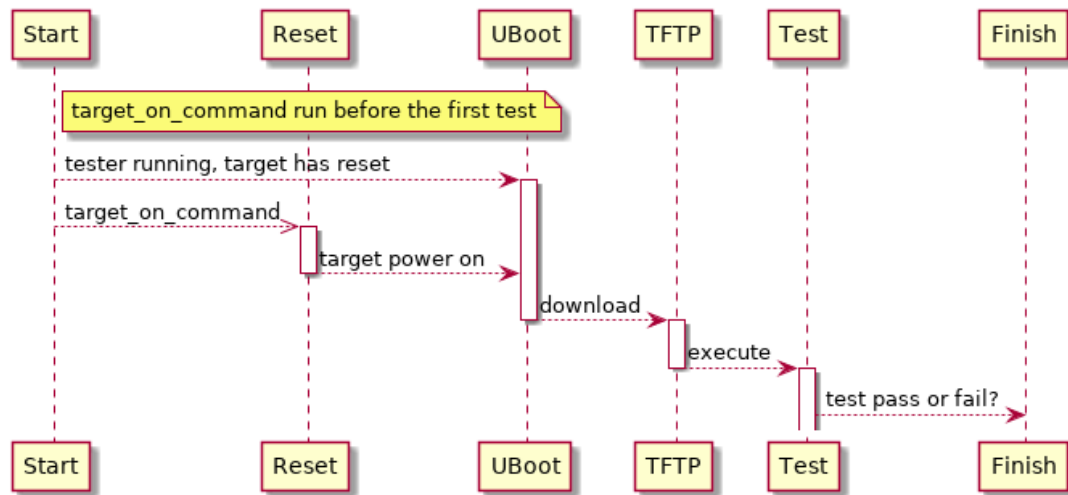 Start Reset UBoot TFTP Test Finish
target_on_command run before the first test
tester running, target has reset
target_on_command
target power on
download
execute
test pass or fail?
Start Reset UBoot TFTP Test Finish